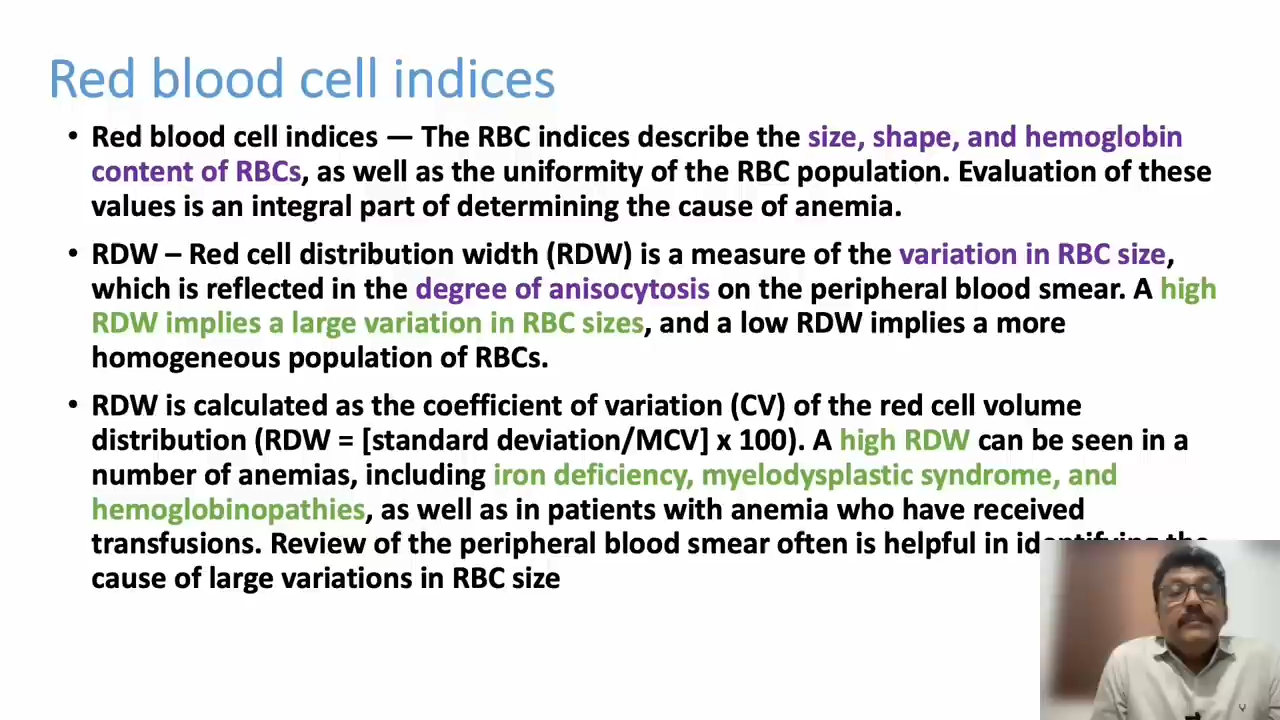 Red blood cell indices
• Red blood cell indices — The RBC indices describe the size, shape, and hemoglobin
content of RBCs, as well as the uniformity of the RBC population. Evaluation of these
values is an integral part of determining the cause of anemia.
• RDW – Red cell distribution width (RDW) is a measure of the variation in RBC size,
which is reflected in the degree of anisocytosis on the peripheral blood smear. A high
RDW implies a large variation in RBC sizes, and a low RDW implies a more
homogeneous population of RBCs.
• RDW is calculated as the coefficient of variation (CV) of the red cell volume
distribution (RDW = [standard deviation/MCV] x 100). A high RDW can be seen in a
number of anemias, including iron deficiency, myelodysplastic syndrome, and
hemoglobinopathies, as well as in patients with anemia who have received
transfusions. Review of the peripheral blood smear often is helpful in identifying the
cause of large variations in RBC size